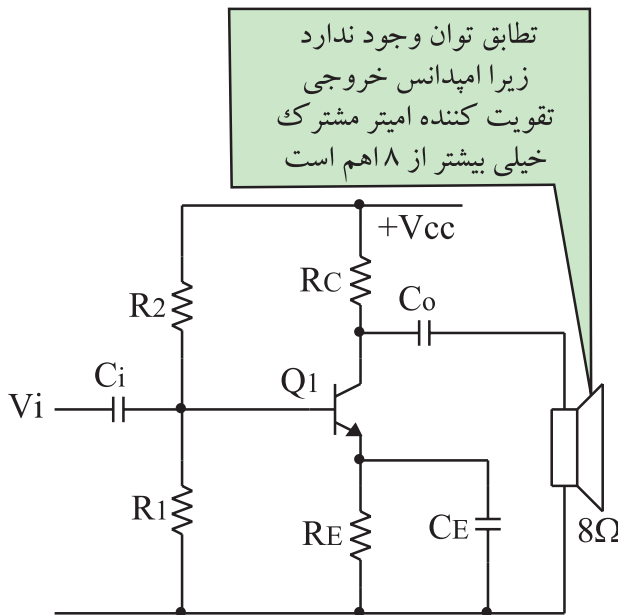 تطابق توان وجود ندارد
زیرا امپدانس خروجی
تقویت کننده امیتر مشترک
خیلی بیشتر از ۸ اهم است
+Vcc
RC
Co
R2
Ci
Q1
Vi
R1
RE
CE
8Ω